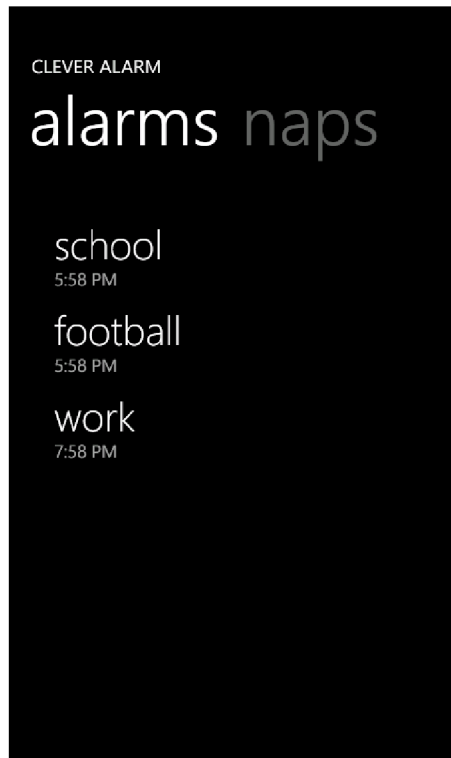 CLEVER ALARM
alarms naps
school
5:58 PM
football
5:58 PM
work
7:58 PM